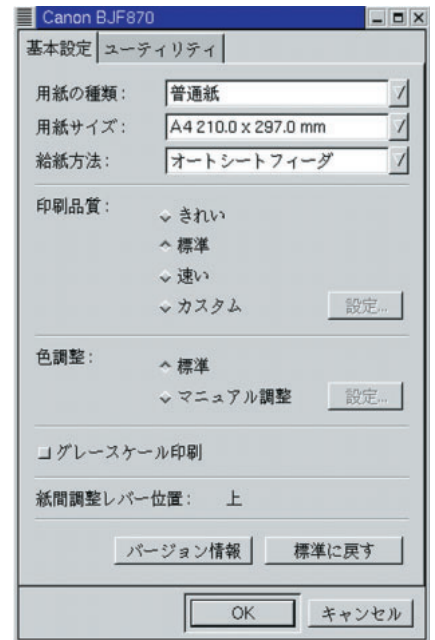 Canon BJF870
基本設定 ユーティリティ
用紙の種類： 普通紙
用紙サイズ： A4 210.0 x 297.0 mm
給紙方法： オートシートフィーダ
印刷品質：
きれい
標準
速い
カスタム 設定...
色調整：
標準
マニュアル調整 設定...
グレースケール印刷
紙間調整レバー位置： 上
バージョン情報 標準に戻す
OK キャンセル